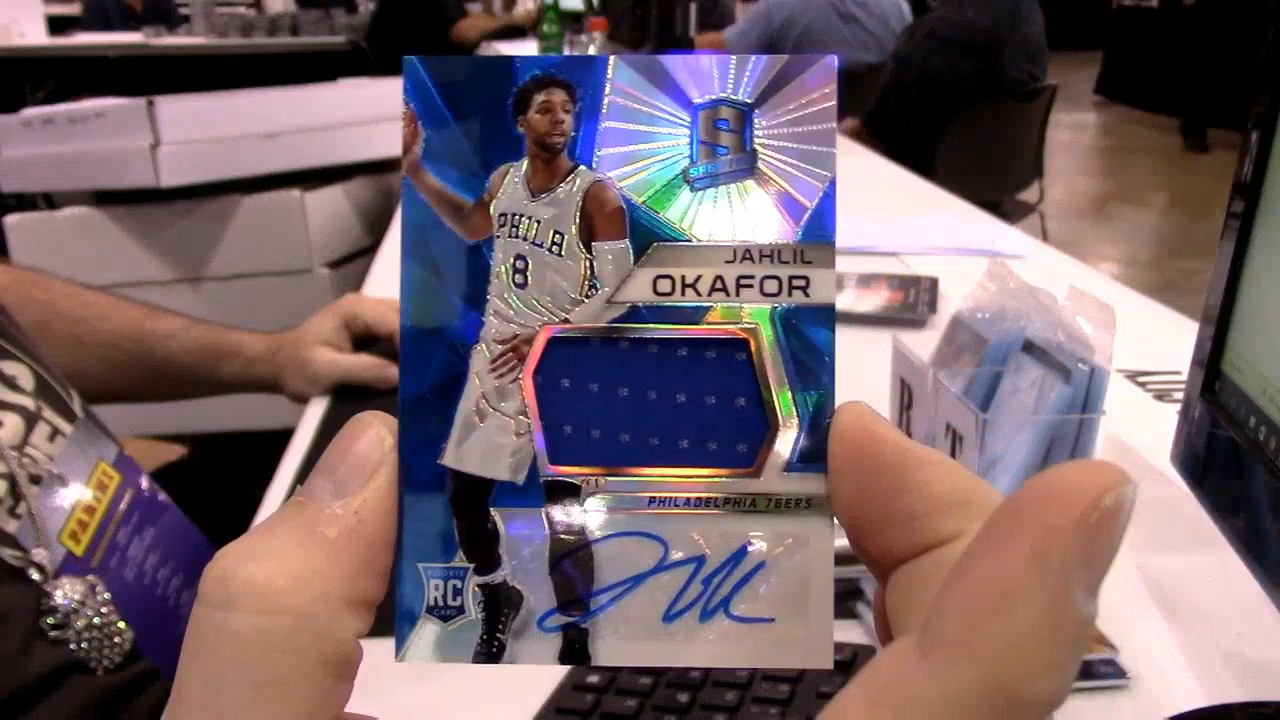 S
JAHLIL
OKAFOR
PHILA
8
PHILADELPHIA 76ERS
ROOKIE
RC
CARD
PANINI
R
T